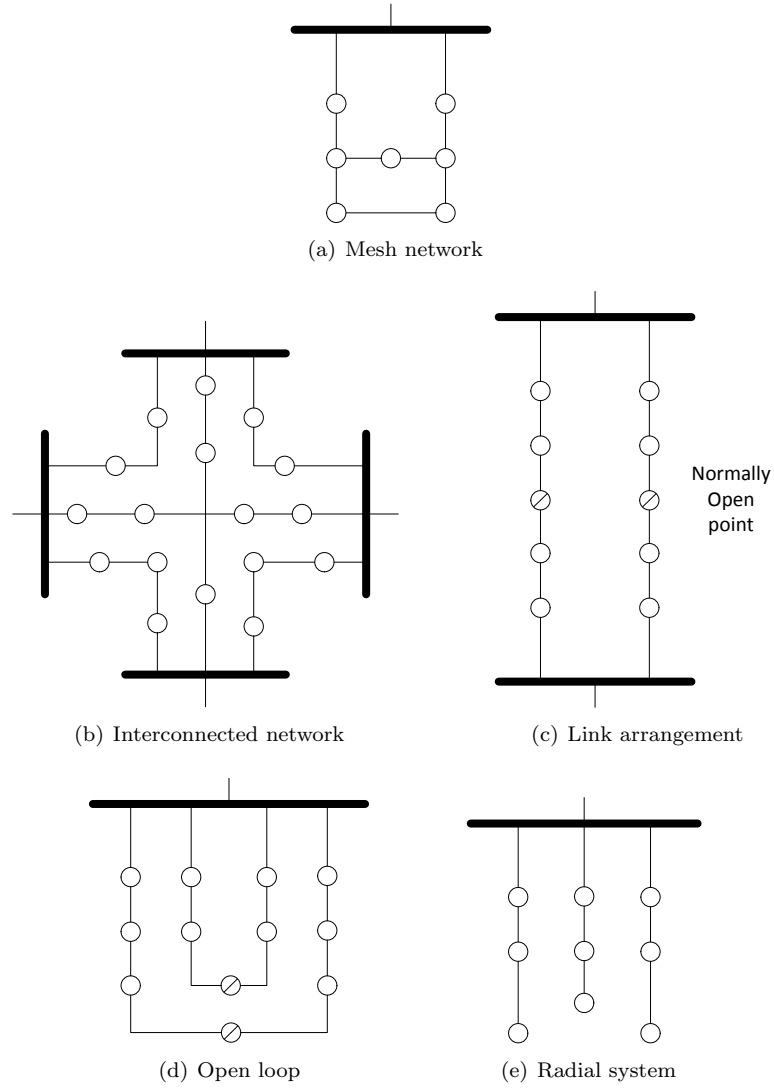 (a) Mesh network
Normally
Open
point
(b) Interconnected network
(c) Link arrangement
(d) Open loop
(e) Radial system